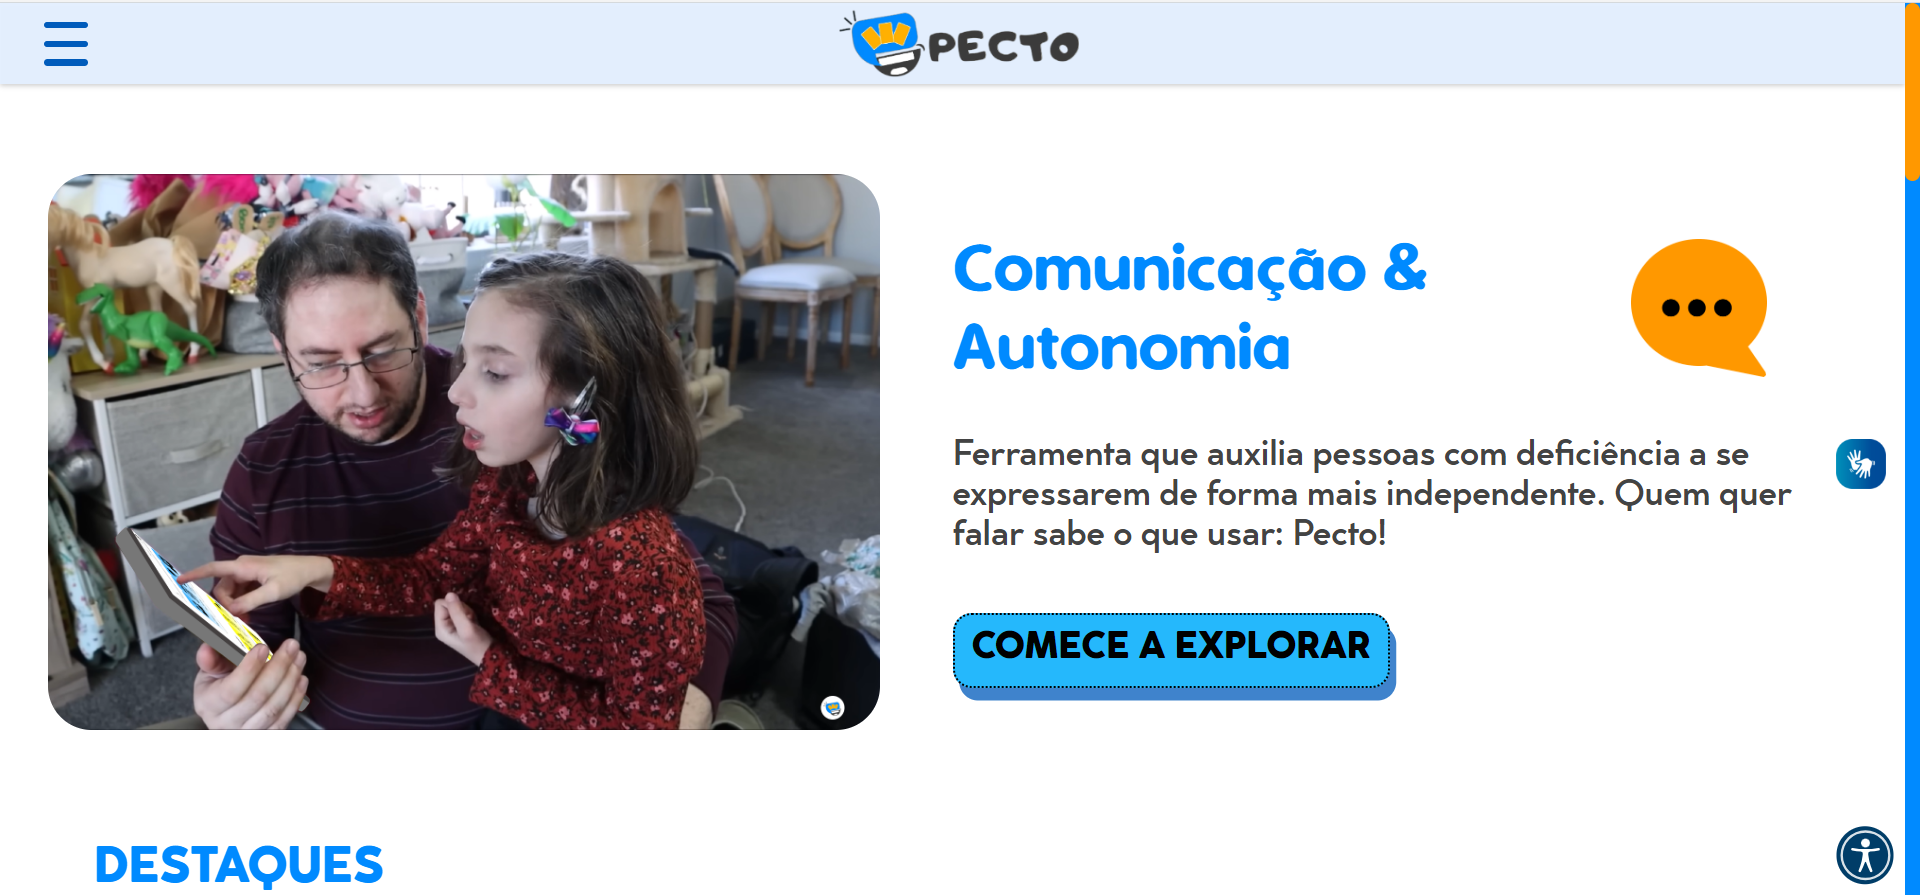 PECTO
Comunicação &
Autonomia
Ferramenta que auxilia pessoas com deficiência a se
expressarem de forma mais independente. Quem quer
falar sabe o que usar: Pecto!
COMECE A EXPLORAR
DESTAQUES